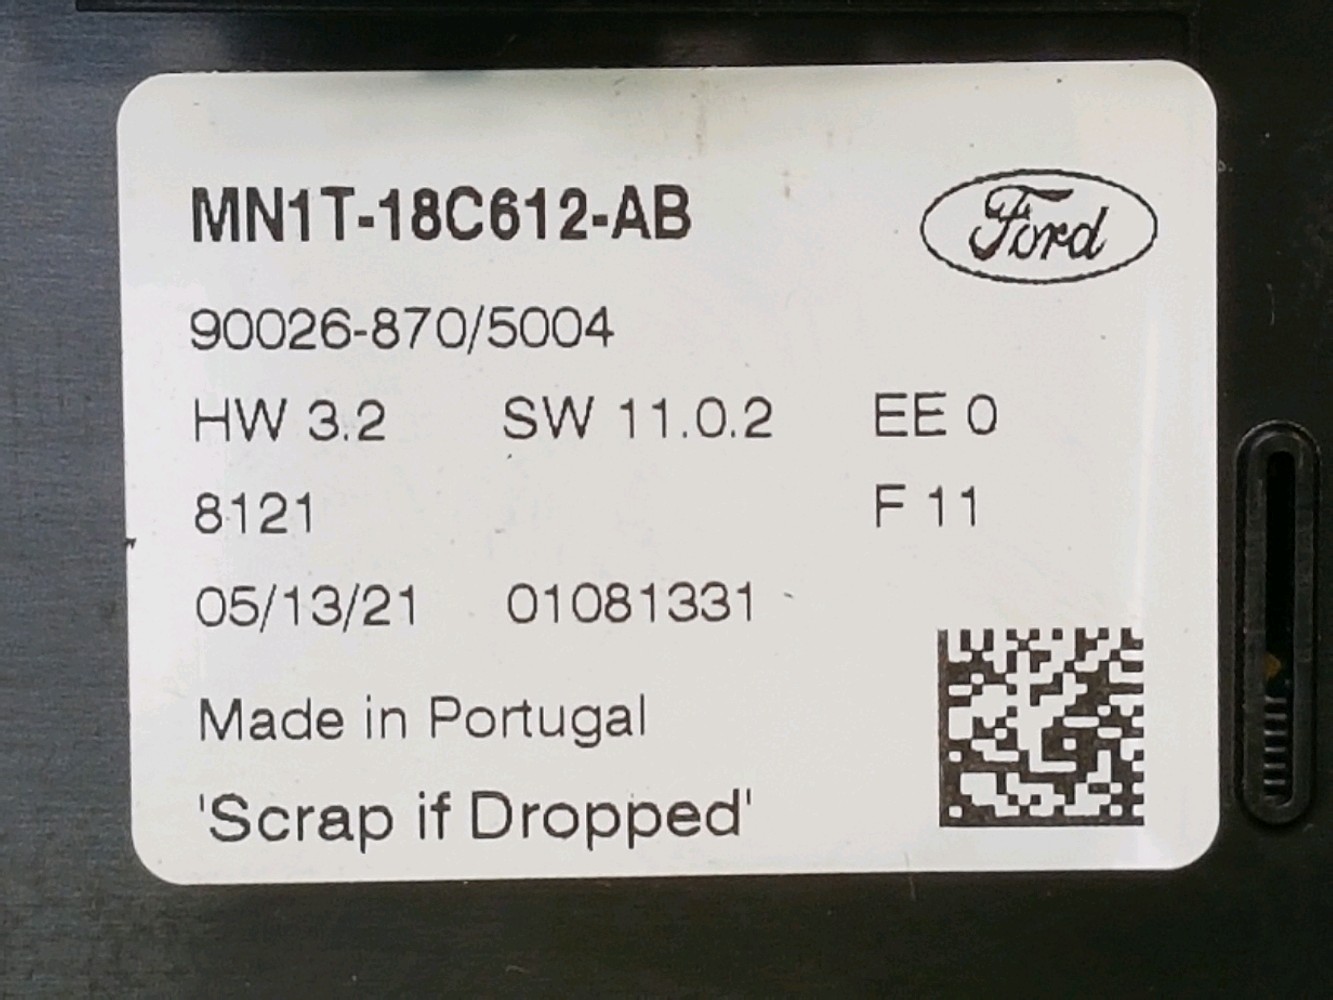 MN1T-18C612-AB
Ford
90026-870/5004
HW 3.2 SW 11.0.2 EE 0
8121 F 11
05/13/21 01081331
Made in Portugal
'Scrap if Dropped'